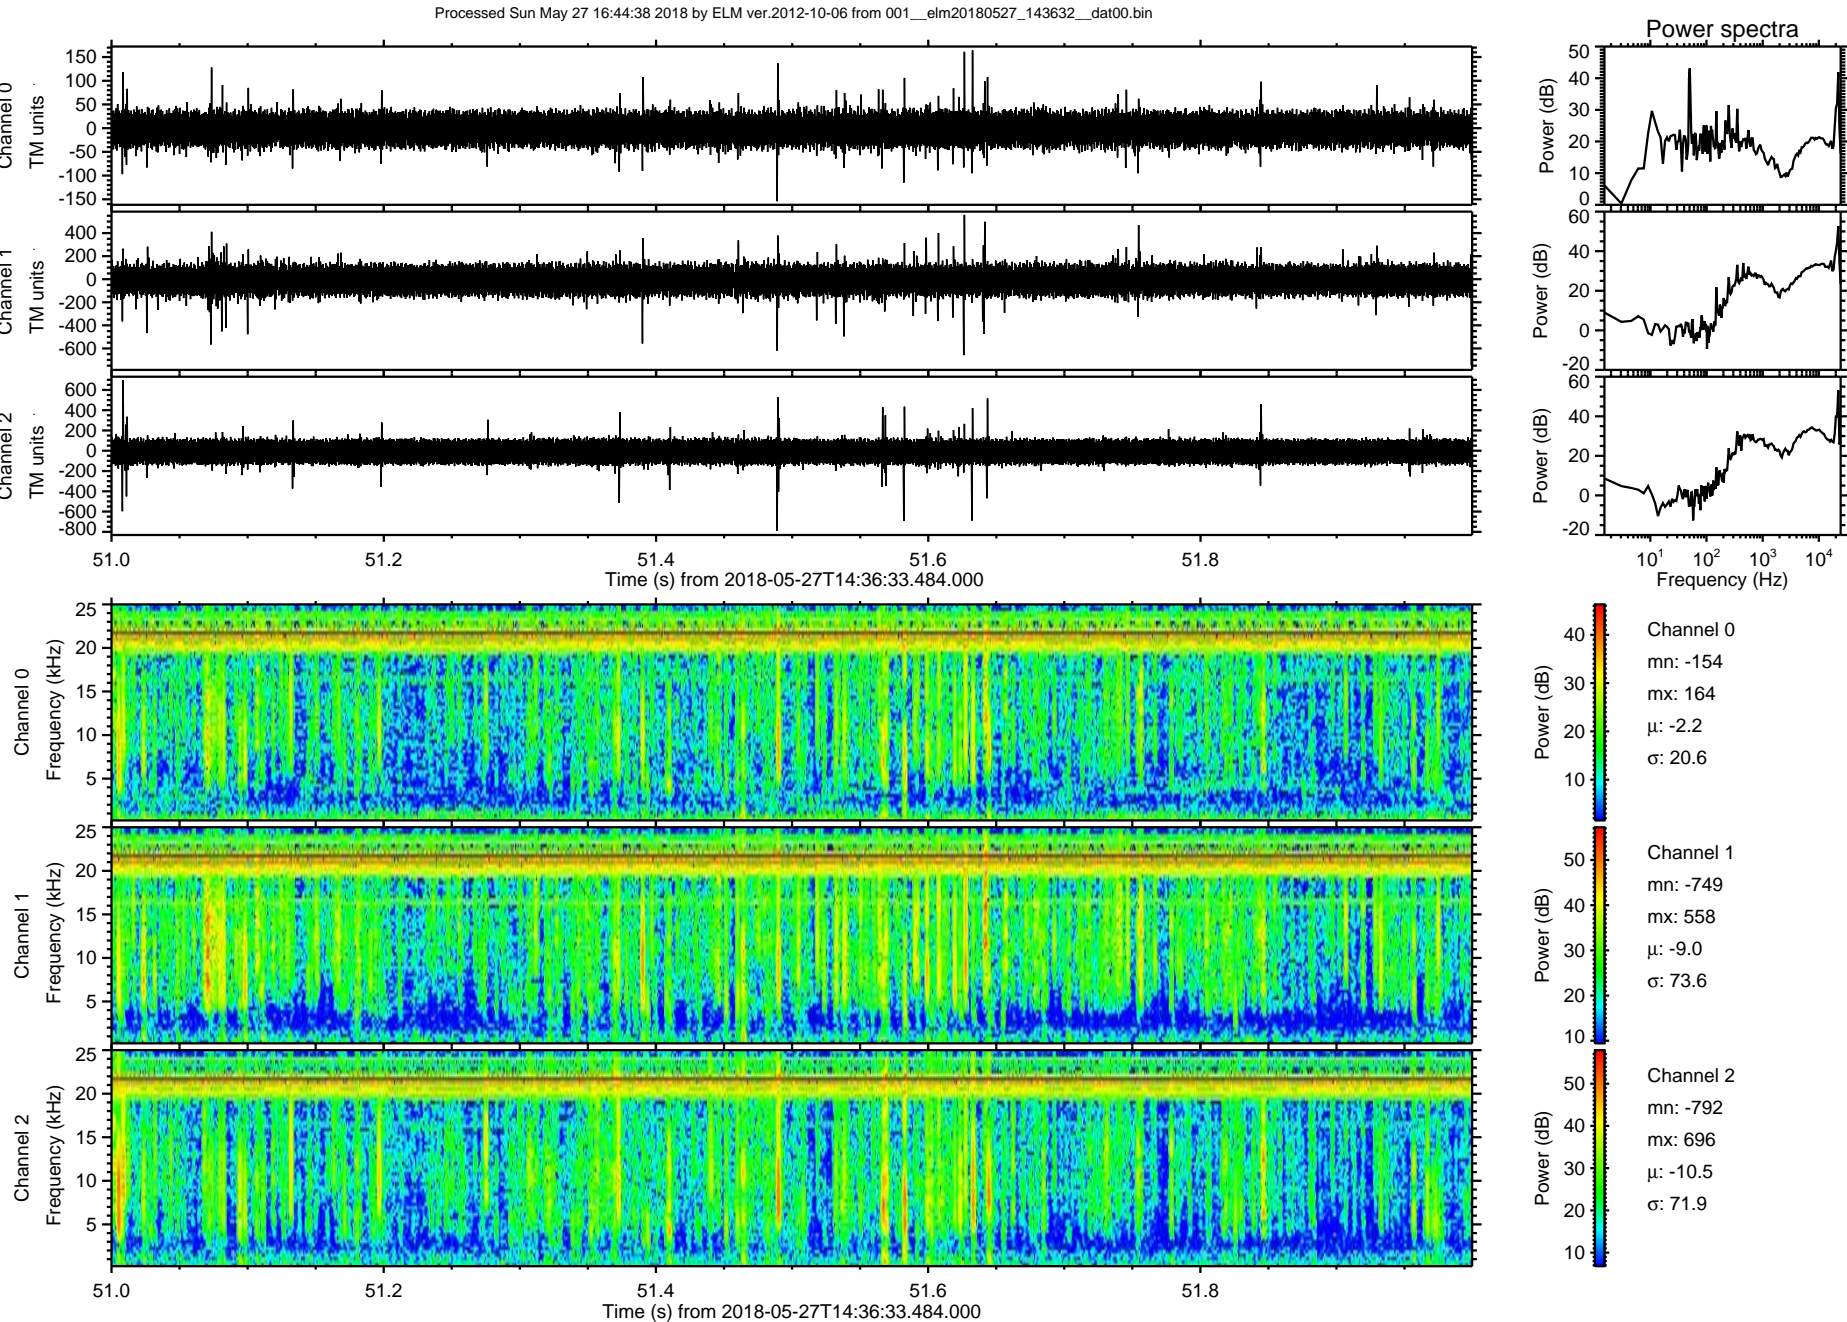 Processed Sun May 27 16:44:38 2018 by ELM ver.2012-10-06 from 001__elm20180527_143632__dat00.bin
Power spectra
Channel 0
TM units
150
100
50
0
-50
-100
-150
Power (dB)
50
40
30
20
10
0
Channel 1
TM units
400
200
0
-200
-400
-600
Power (dB)
60
40
20
0
-20
Channel 2
TM units
600
400
200
0
-200
-400
-600
-800
Power (dB)
60
40
20
0
-20
51.0 51.2 51.4 51.6 51.8
Time (s) from 2018-05-27T14:36:33.484.000
10^1 10^2 10^3 10^4
Frequency (Hz)
Channel 0
Frequency (kHz)
25
20
15
10
5
Power (dB)
40
30
20
10
Channel 0
mn: -154
mx: 164
μ: -2.2
σ: 20.6
Channel 1
Frequency (kHz)
25
20
15
10
5
Power (dB)
50
40
30
20
10
Channel 1
mn: -749
mx: 558
μ: -9.0
σ: 73.6
Channel 2
Frequency (kHz)
25
20
15
10
5
Power (dB)
50
40
30
20
10
Channel 2
mn: -792
mx: 696
μ: -10.5
σ: 71.9
51.0 51.2 51.4 51.6 51.8
Time (s) from 2018-05-27T14:36:33.484.000